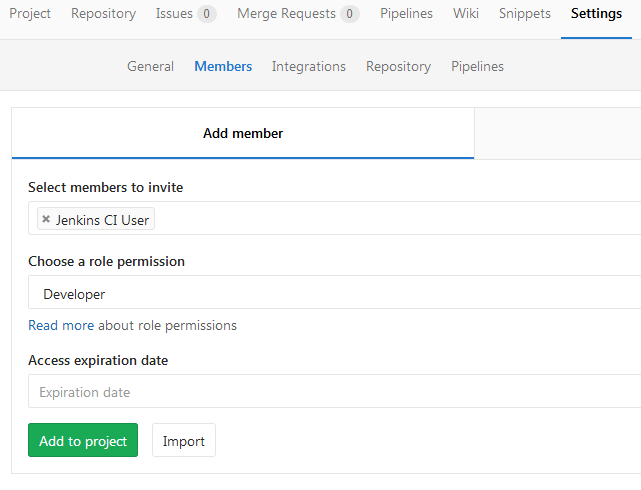 Project Repository Issues 0 Merge Requests 0 Pipelines Wiki Snippets Settings
General Members Integrations Repository Pipelines
Add member
Select members to invite
✖ Jenkins CI User
Choose a role permission
Developer
Read more about role permissions
Access expiration date
Expiration date
Add to project Import